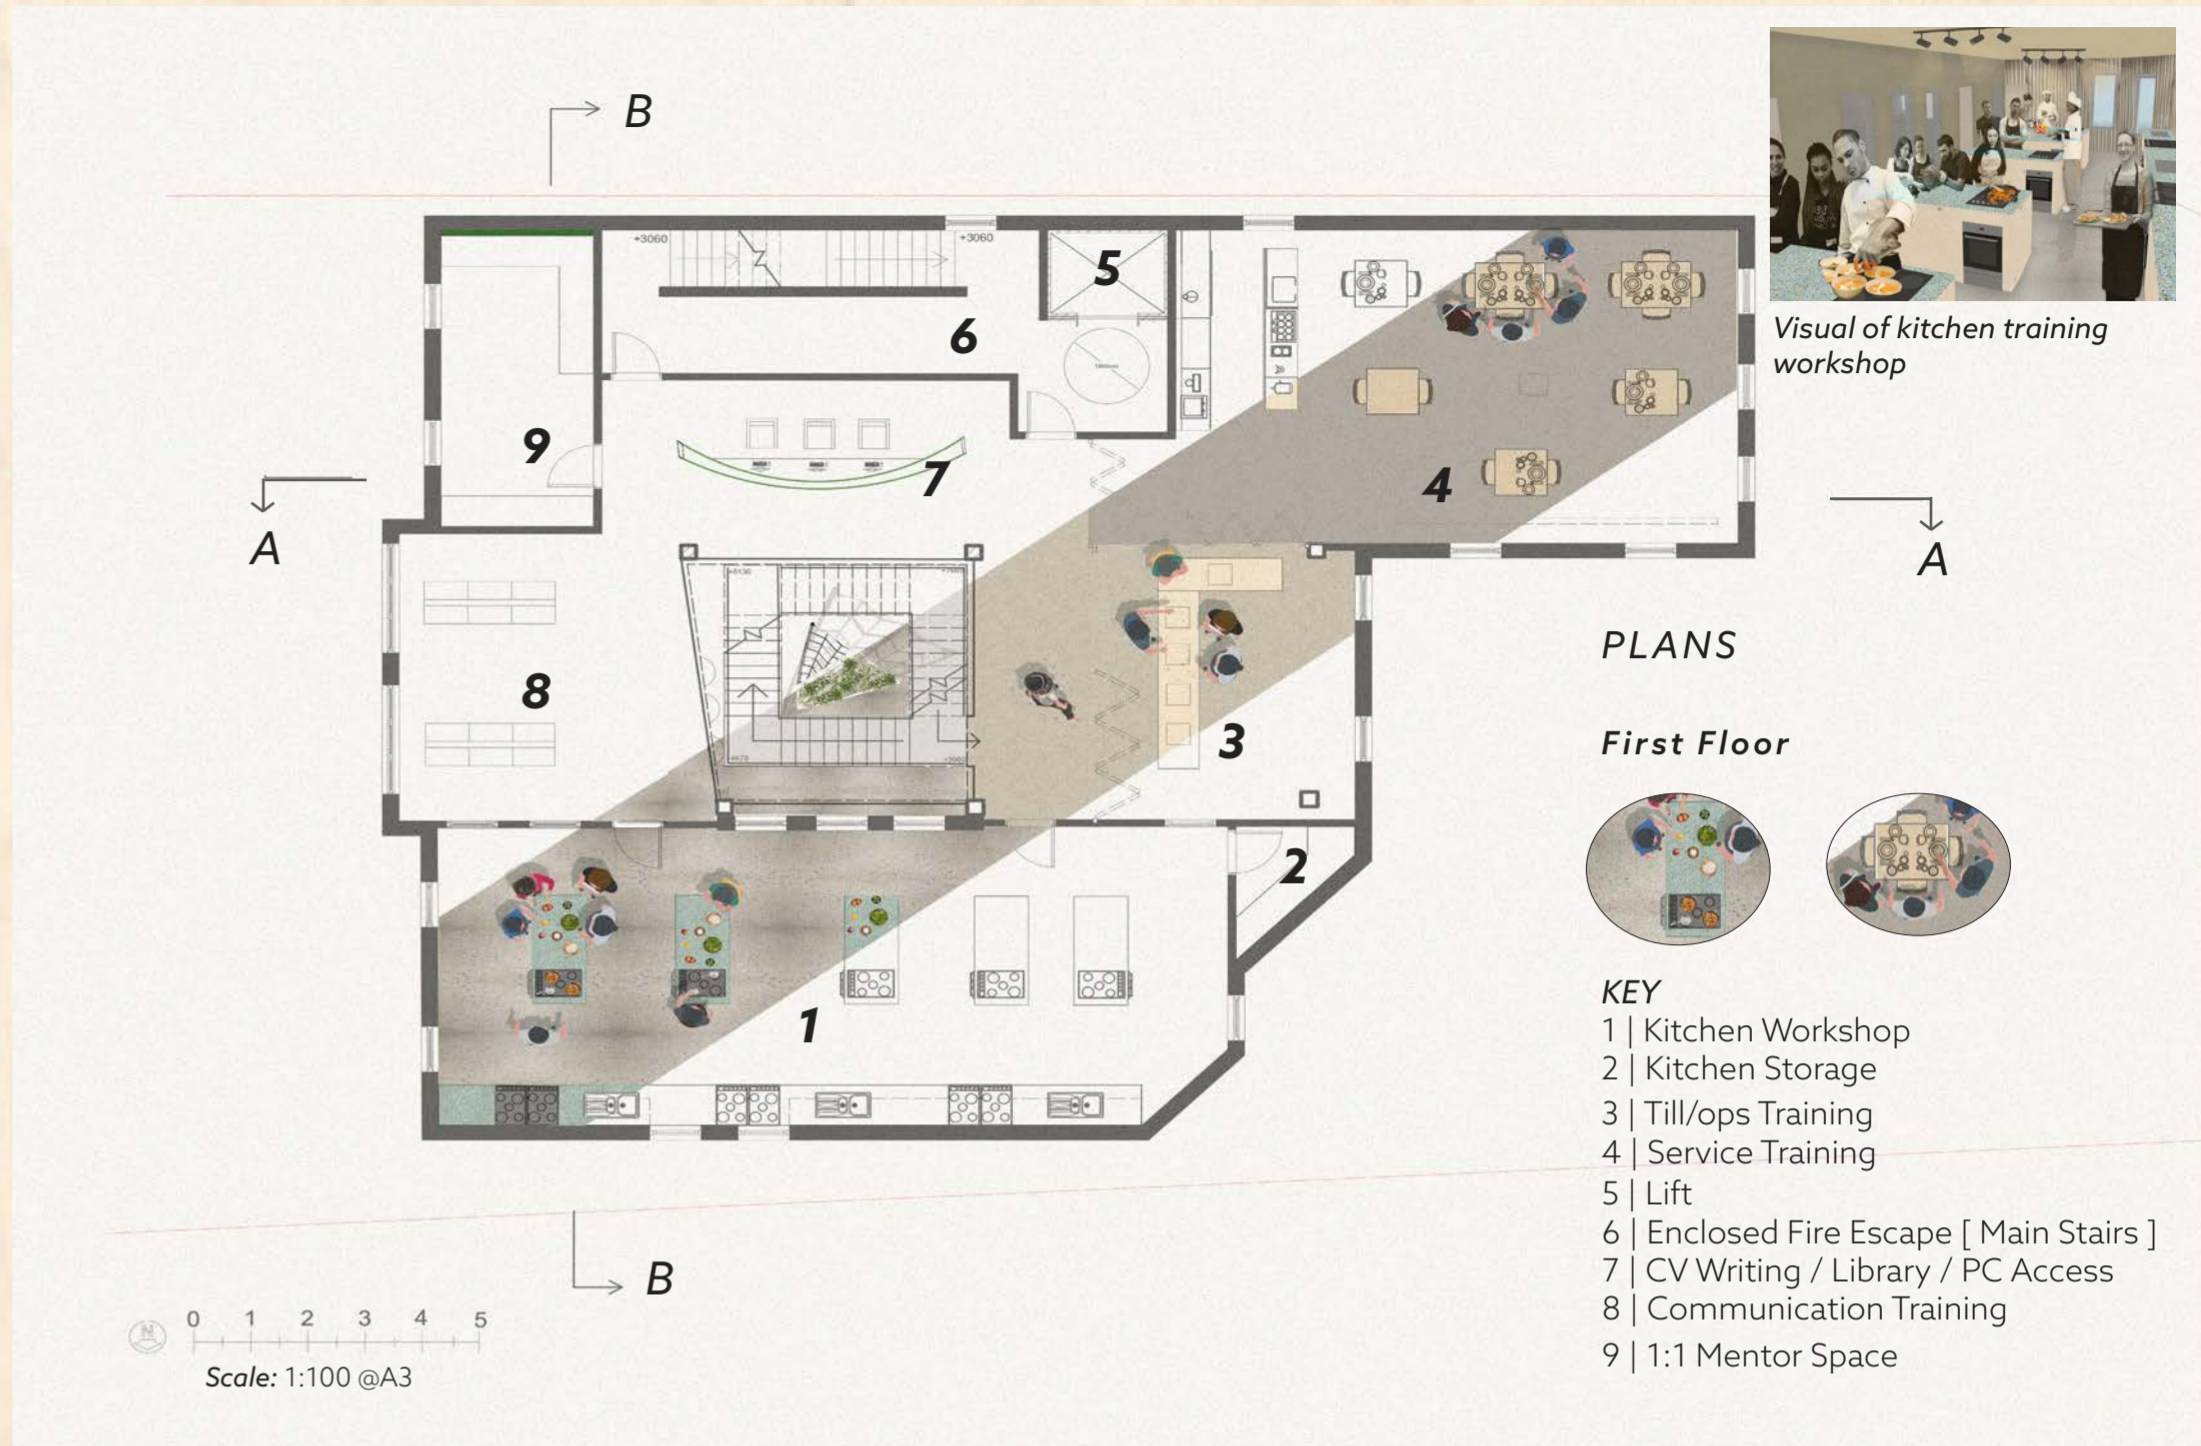 B
Visual of kitchen training
workshop
+3060
+3060
5
6
9
7
4
A
A
8
3
2
1
PLANS
First Floor
KEY
1 | Kitchen Workshop
2 | Kitchen Storage
3 | Till/ops Training
4 | Service Training
5 | Lift
6 | Enclosed Fire Escape [ Main Stairs ]
7 | CV Writing / Library / PC Access
8 | Communication Training
9 | 1:1 Mentor Space
B
N
0 1 2 3 4 5
Scale: 1:100 @A3